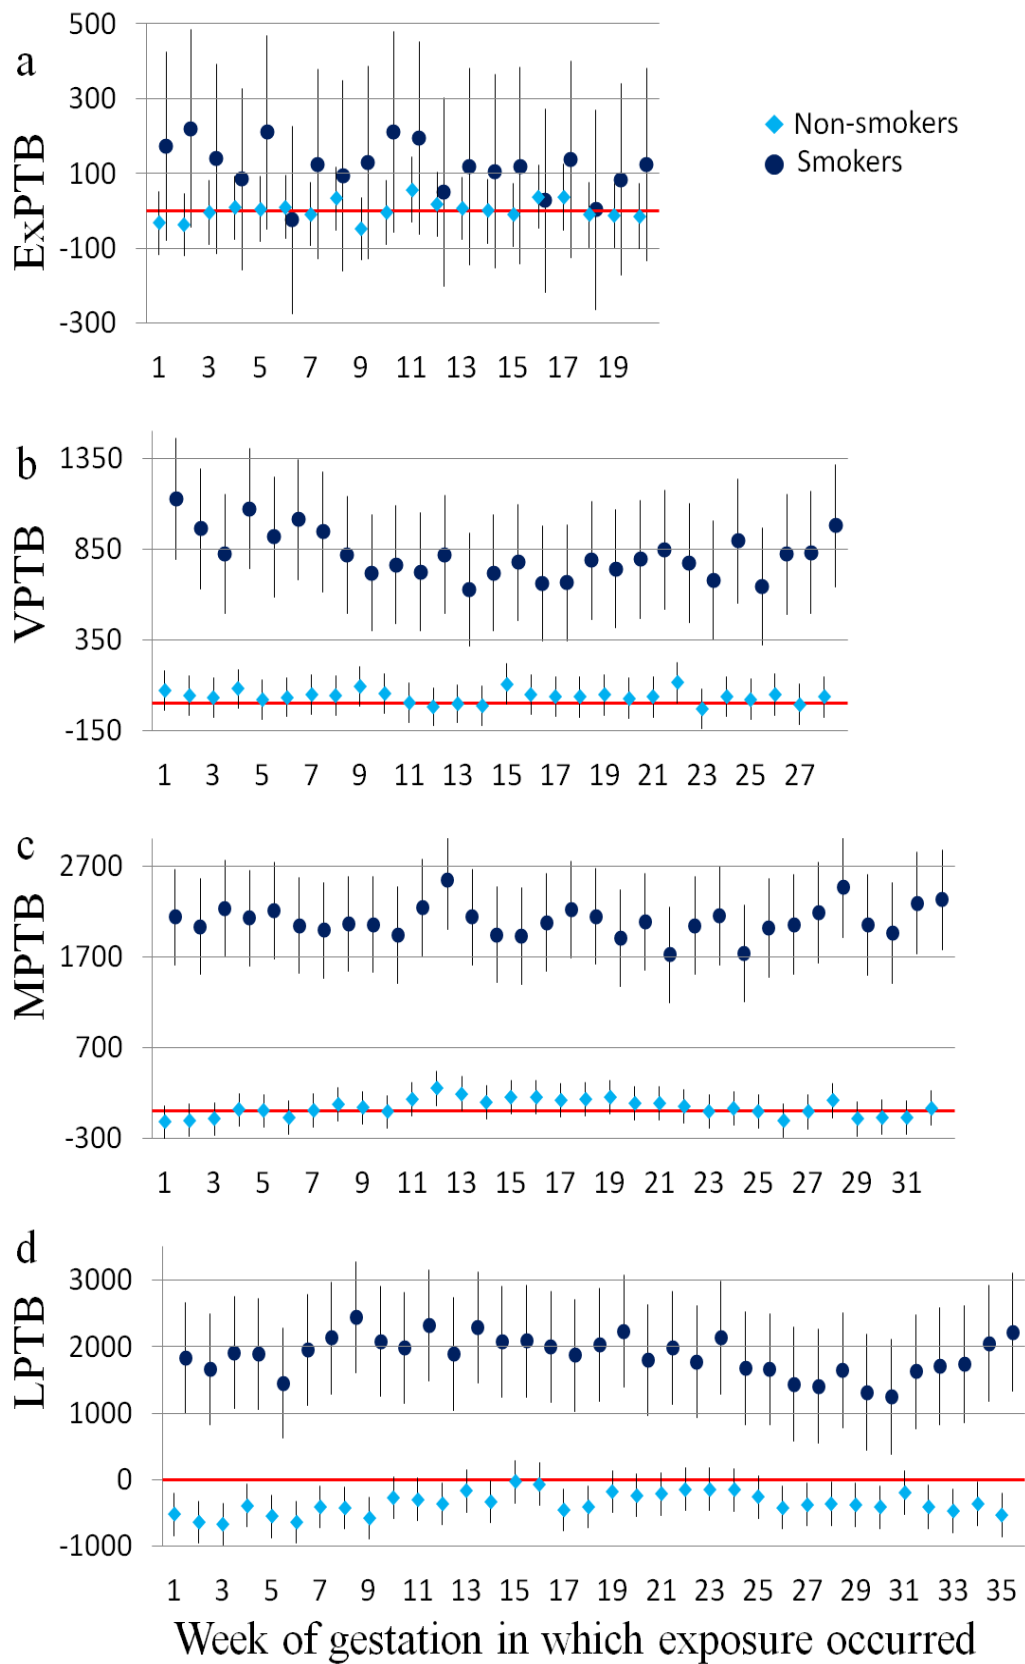 a
ExPTB
500
300
100
-100
-300
1 3 5 7 9 11 13 15 17 19
Non-smokers
Smokers
b
VPTB
1350
850
350
-150
1 3 5 7 9 11 13 15 17 19 21 23 25 27
c
MPTB
2700
1700
700
-300
1 3 5 7 9 11 13 15 17 19 21 23 25 27 29 31
d
LPTB
3000
2000
1000
0
-1000
1 3 5 7 9 11 13 15 17 19 21 23 25 27 29 31 33 35
Week of gestation in which exposure occurred